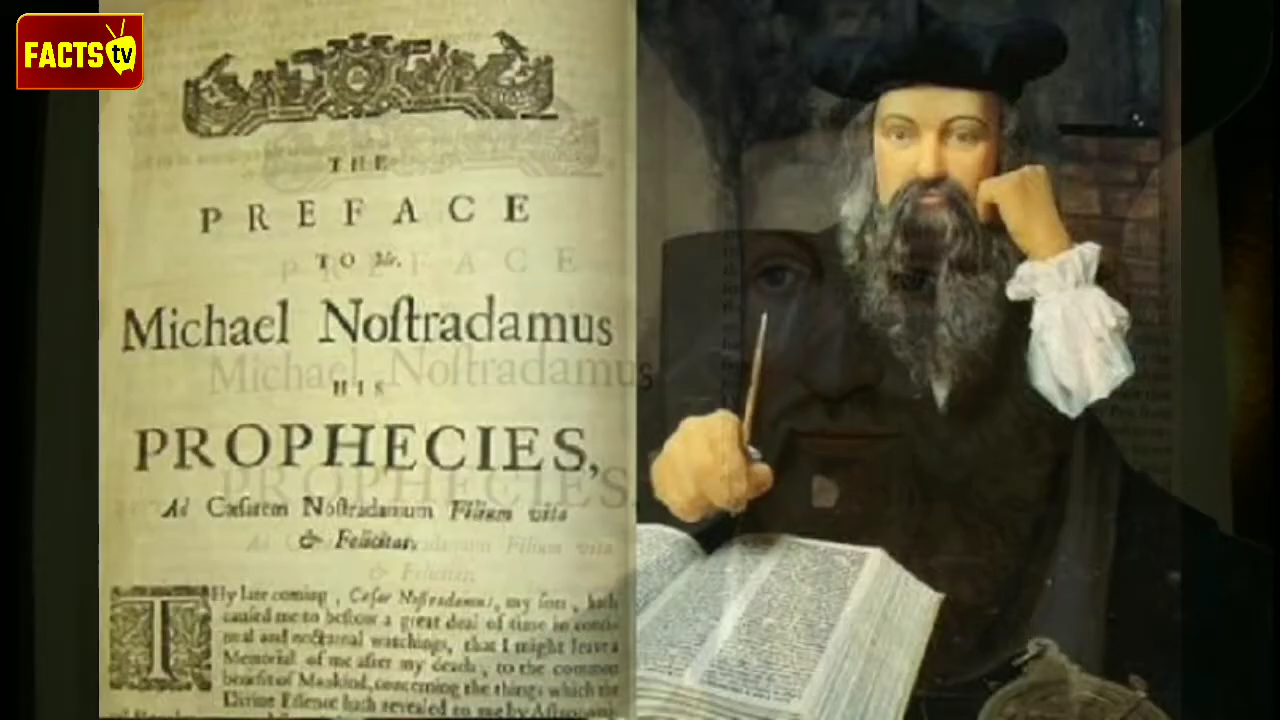 FACTS tv
THE
PREFACE
TO Mr.
Michael Noſtradamus
HIS
PROPHECIES,
Ad Cæſarem Noſtradamum Filium vita
& Felicitas.
THy late coming, Cæſar Noſtradamus, my ſon, hath
cauſed me to beſtow a great deal of time in conti-
nual and nocturnal watchings, that I might leave a
Memorial of me after my death, to the common
benefit of Mankind, concerning the things which the
Divine Eſſence hath revealed to me by Aſtronomi-